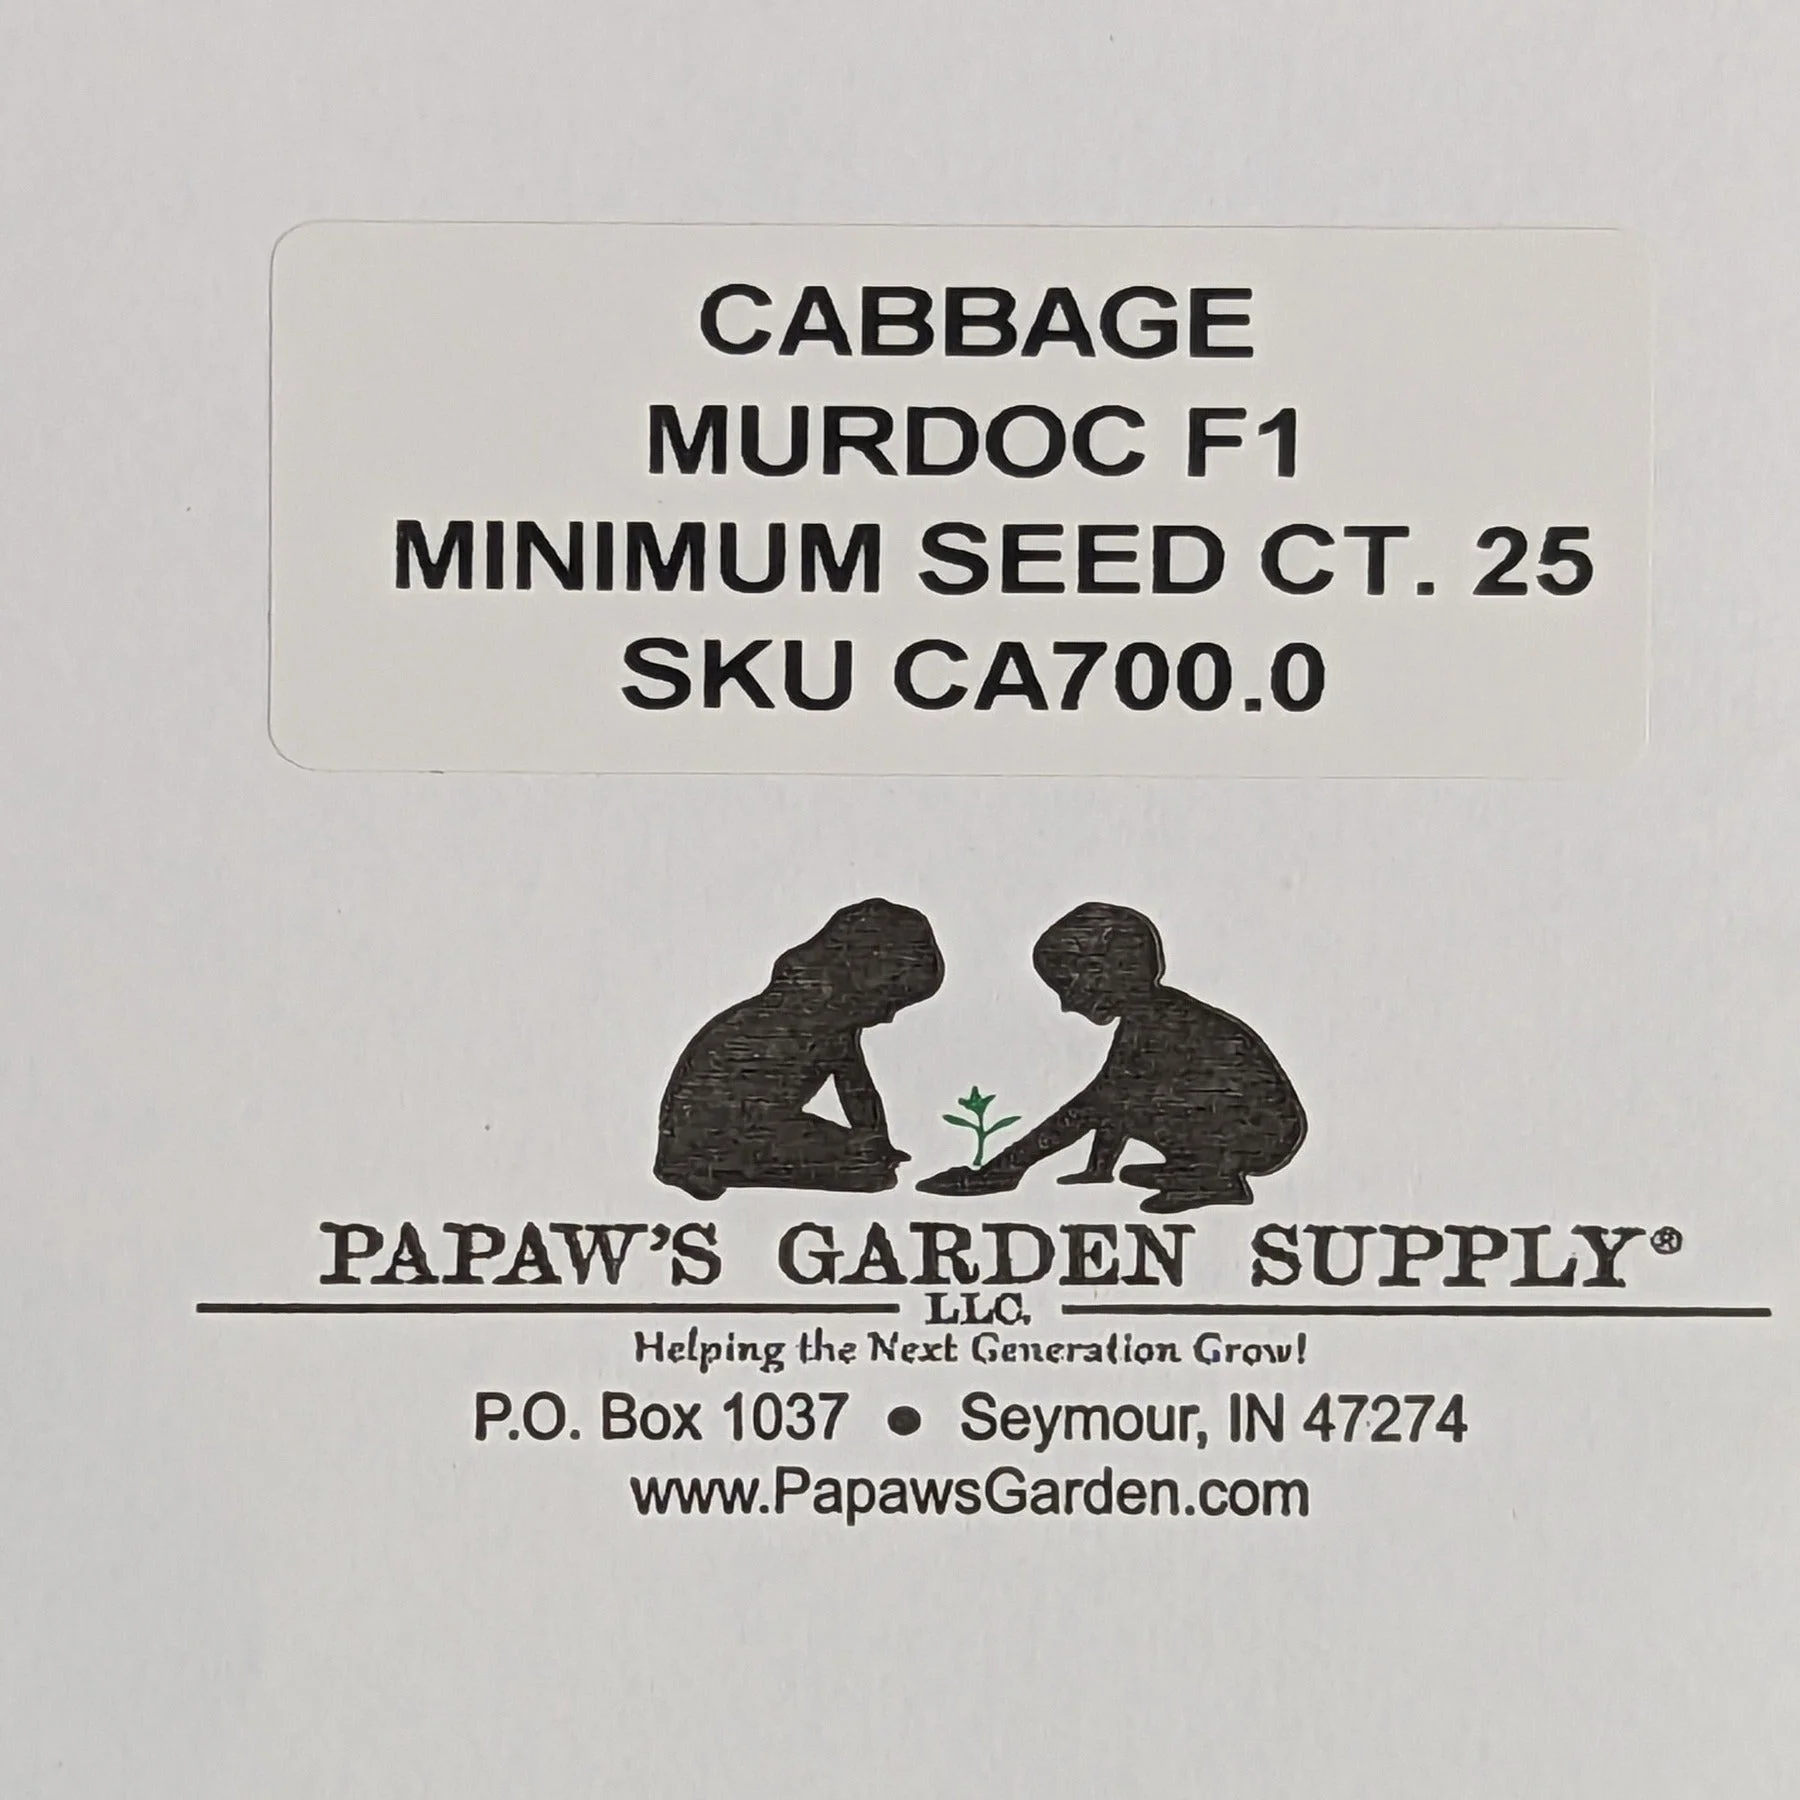 CABBAGE
MURDOC F1
MINIMUM SEED CT. 25
SKU CA700.0
PAPAW'S GARDEN SUPPLY®
LLC.
Helping the Next Generation Grow!
P.O. Box 1037 ● Seymour, IN 47274
www.PapawsGarden.com